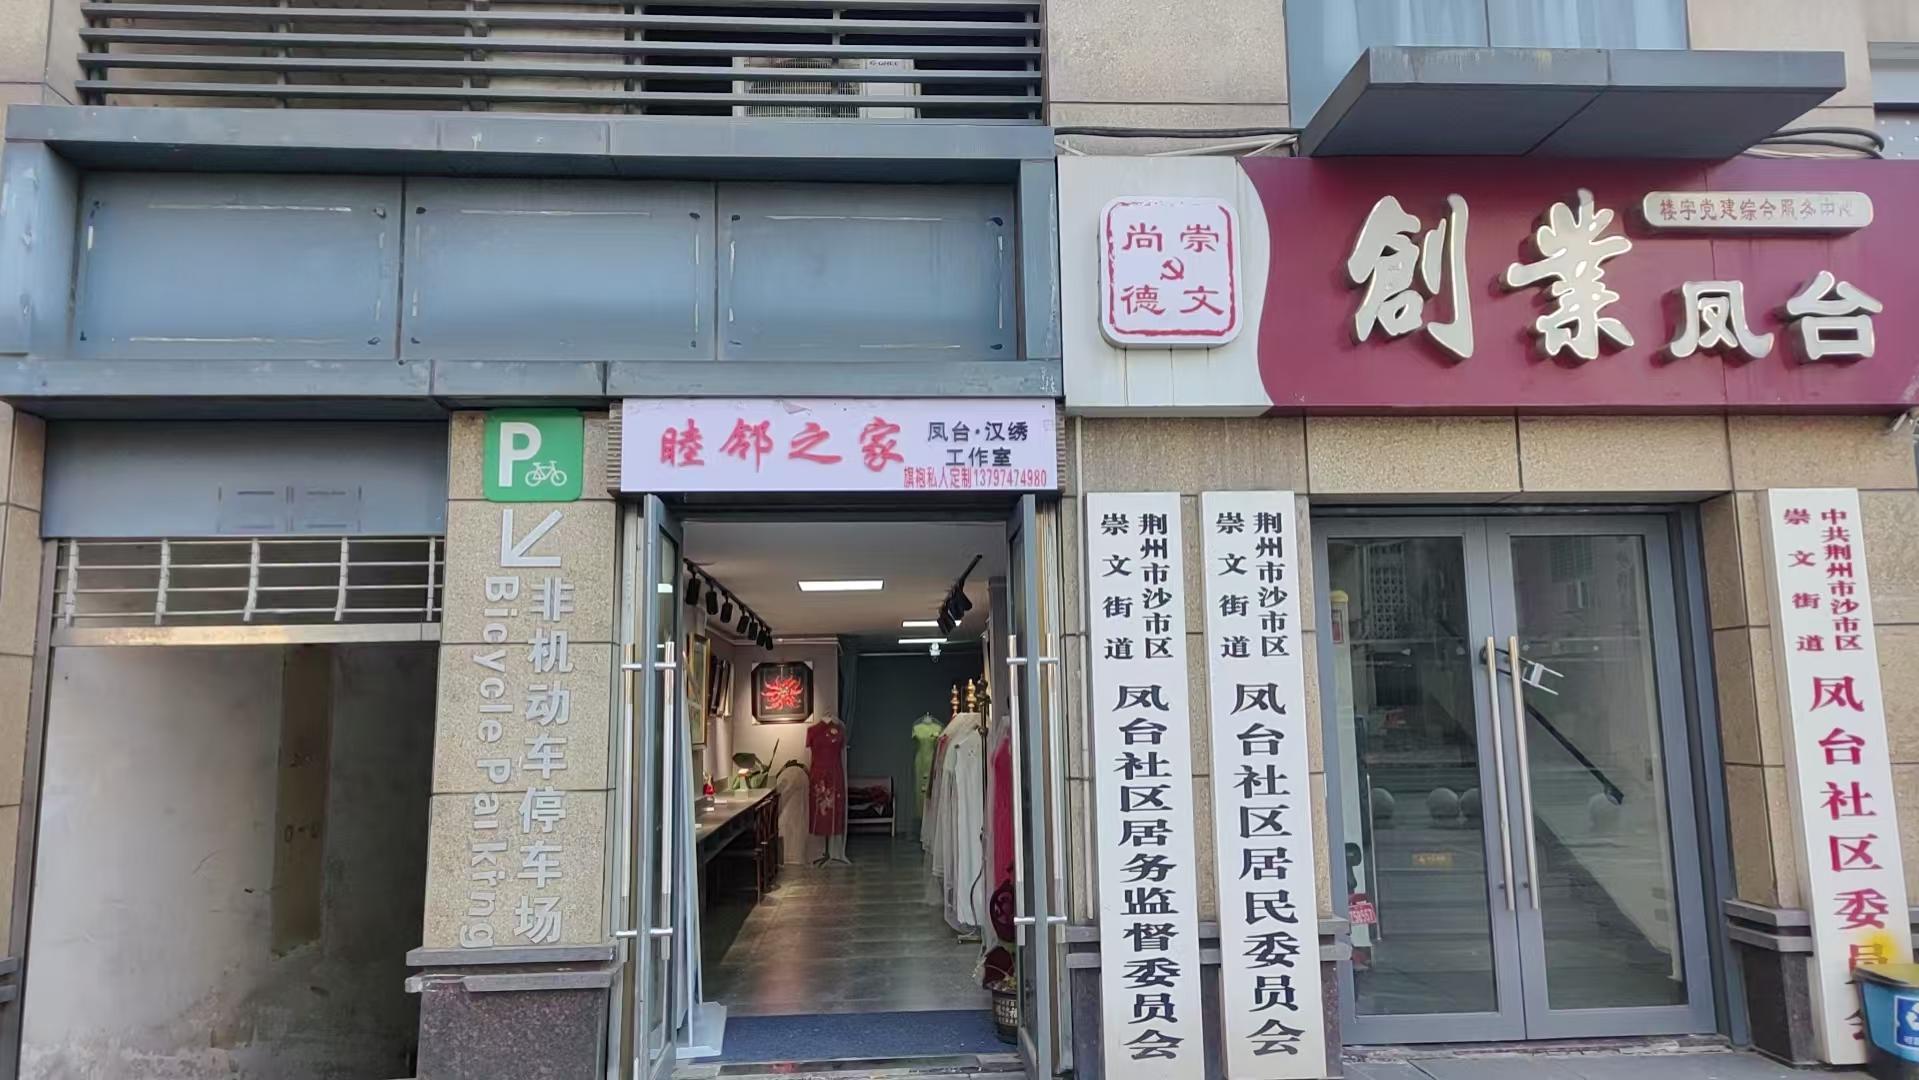 GREE
P
非机动车停车场
Bicycle Parking
睦邻之家
凤台·汉绣
工作室
旗袍私人定制13797474980
崇文
尚德
創業
楼宇党建综合服务中心
凤台
荆州市沙市区
崇文街道
凤台社区居务监督委员会
荆州市沙市区
崇文街道
凤台社区居民委员会
中共荆州市沙市区
崇文街道
凤台社区委员会